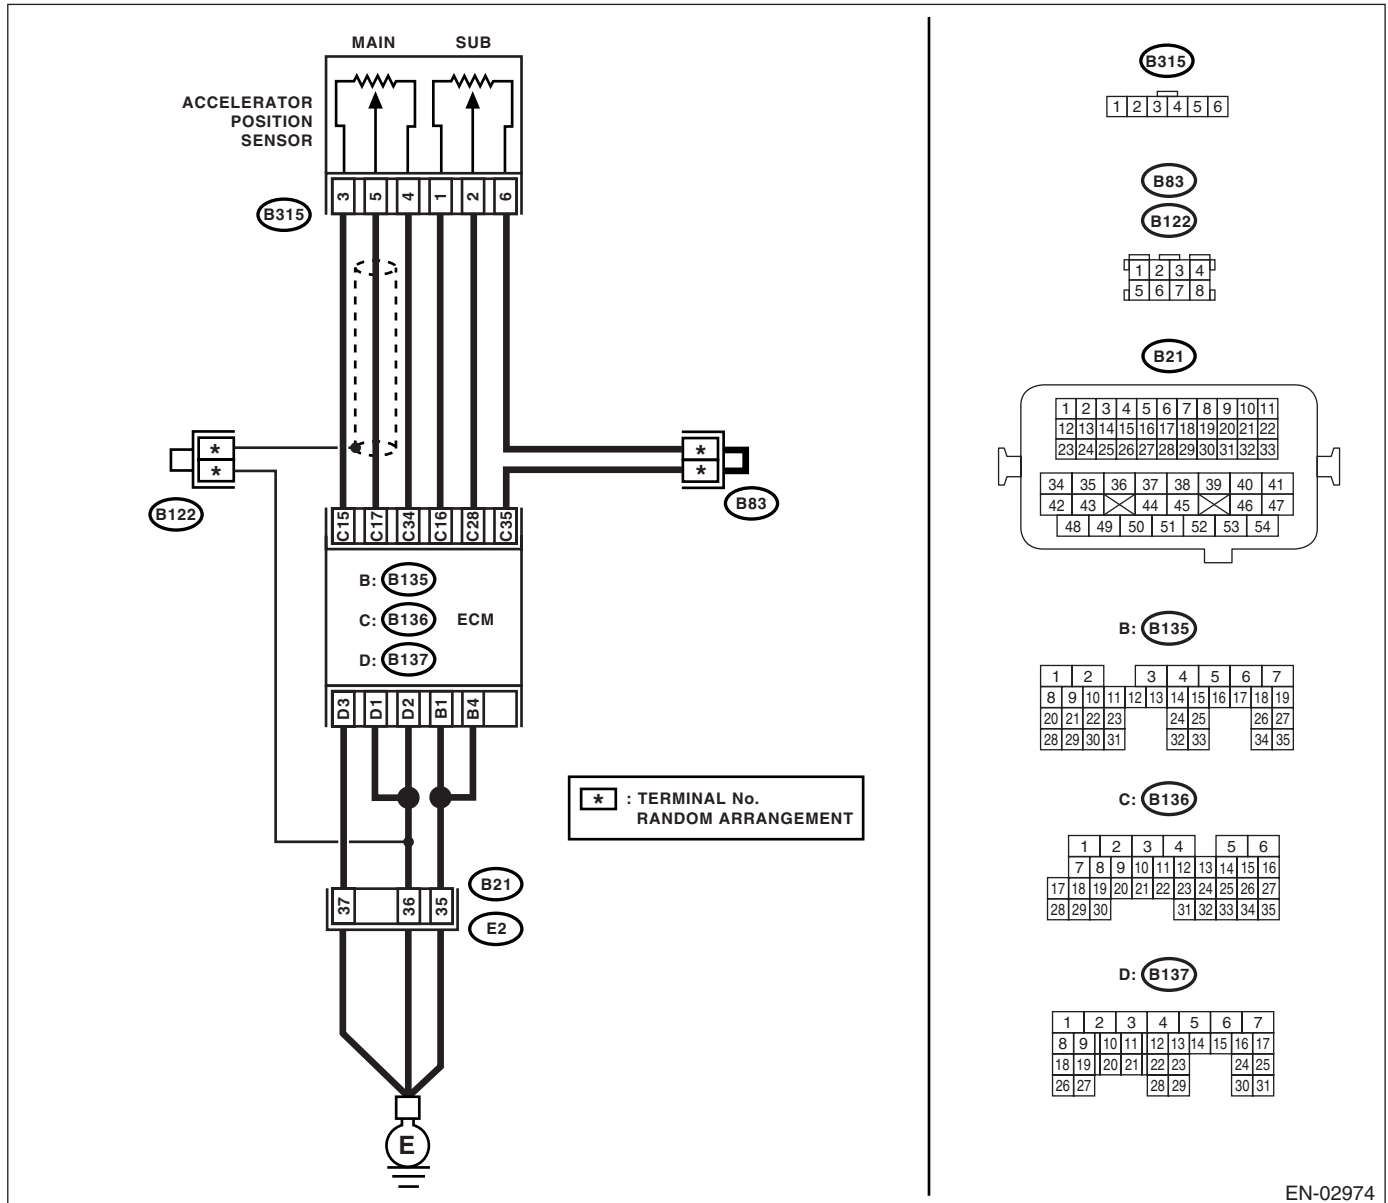 MAIN SUB
ACCELERATOR
POSITION
SENSOR
3 5 4 1 2 6
B315
* *
* *
B122
B83
C15 C17 C34 C16 C28 C35
B: B135
C: B136 ECM
D: B137
D3 D1 D2 B1 B4
* : TERMINAL No.
RANDOM ARRANGEMENT
B21
37 36 35
E2
E
B315
1 2 3 4 5 6
B83
B122
1 2 3 4
5 6 7 8
B21
1 2 3 4 5 6 7 8 9 10 11
12 13 14 15 16 17 18 19 20 21 22
23 24 25 26 27 28 29 30 31 32 33
34 35 36 37 38 39 40 41
42 43 44 45 46 47
48 49 50 51 52 53 54
B: B135
1 2 3 4 5 6 7
8 9 10 11 12 13 14 15 16 17 18 19
20 21 22 23 24 25 26 27
28 29 30 31 32 33 34 35
C: B136
1 2 3 4 5 6
7 8 9 10 11 12 13 14 15 16
17 18 19 20 21 22 23 24 25 26 27
28 29 30 31 32 33 34 35
D: B137
1 2 3 4 5 6 7
8 9 10 11 12 13 14 15 16 17
18 19 20 21 22 23 24 25
26 27 28 29 30 31
EN-02974